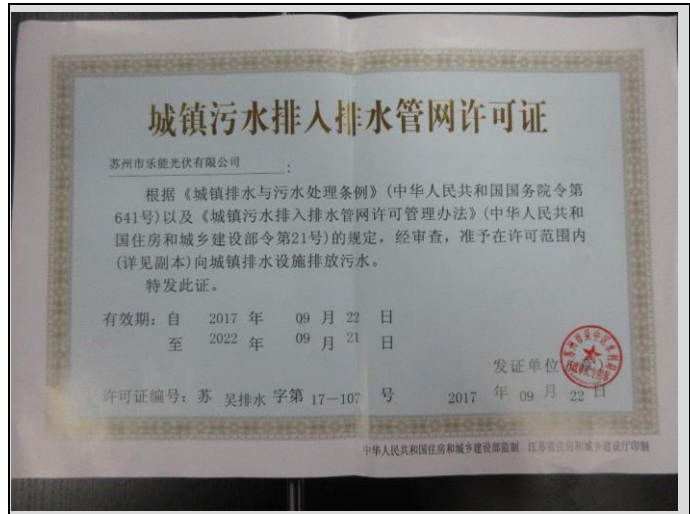 城镇污水排入排水管网许可证
苏州市乐能光伏有限公司:
根据《城镇排水与污水处理条例》(中华人民共和国国务院令第
641号)以及《城镇污水排入排水管网许可管理办法》(中华人民共和
国住房和城乡建设部令第21号)的规定，经审查，准予在许可范围内
(详见副本)向城镇排水设施排放污水。
特发此证。
有效期：自 2017 年 09 月 22 日
至 2022 年 09 月 21 日
发证单位
许可证编号：苏 吴排水 字第 17-107 号 2017 年 09 月 22 日
中华人民共和国住房和城乡建设部监制 江苏省住房和城乡建设厅印制